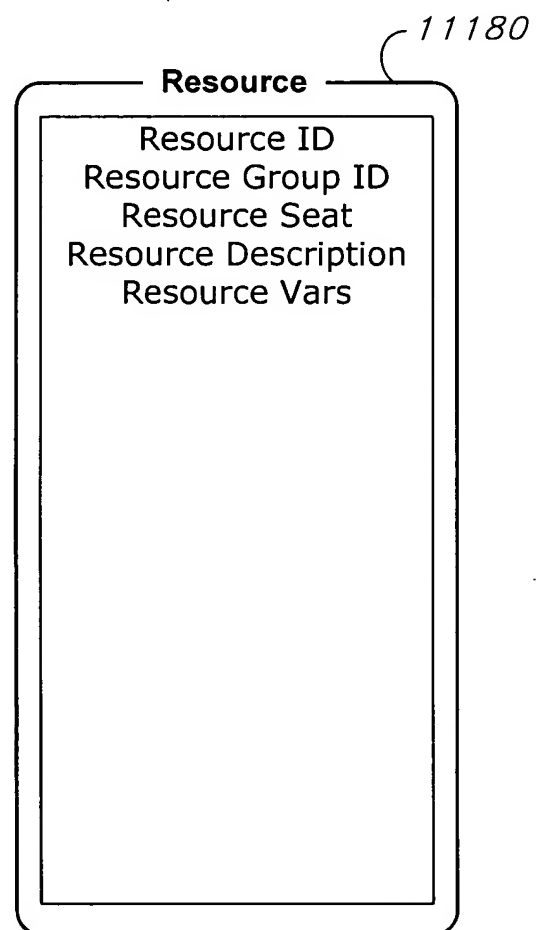 11180
Resource
Resource ID
Resource Group ID
Resource Seat
Resource Description
Resource Vars